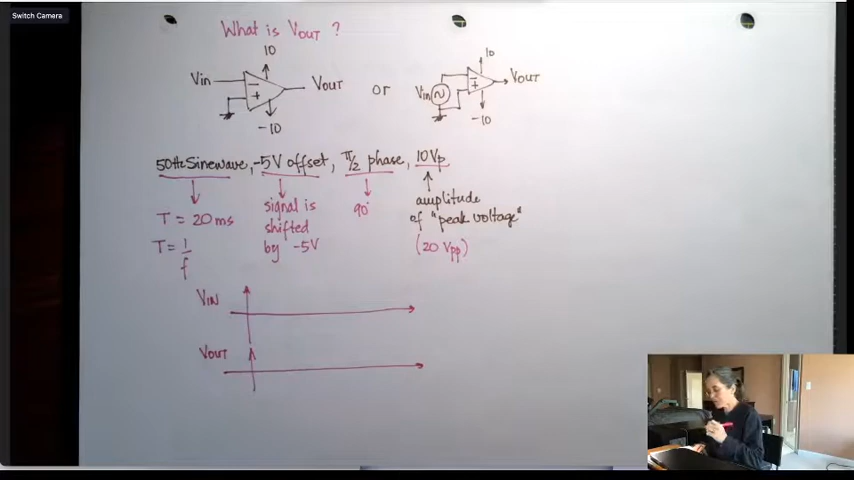 Switch Camera
What is VOUT ?
10
Vin
-
+
VOUT
-10
or
10
Vin
-
+
VOUT
-10
50Hz Sinewave, -5V offset, π/2 phase, 10Vp
T = 20ms
T = 1/f
signal is
shifted
by -5V
90°
amplitude
of "peak voltage"
(20 Vpp)
VIN
VOUT